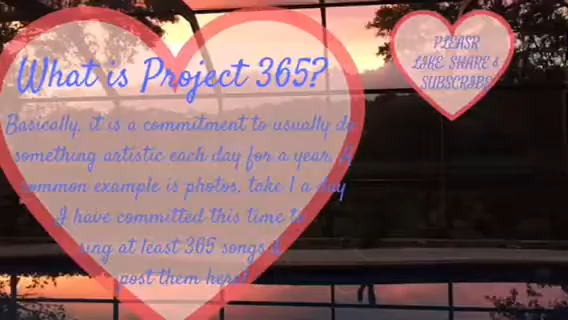 What is Project 365?
Basically, it is a commitment to usually do
something artistic each day for a year. A
common example is photos, take 1 a day
I have committed this time to
sing at least 365 songs &
post them here!
PLEASR
LIKE, SHARE &
SUBSCRIBE